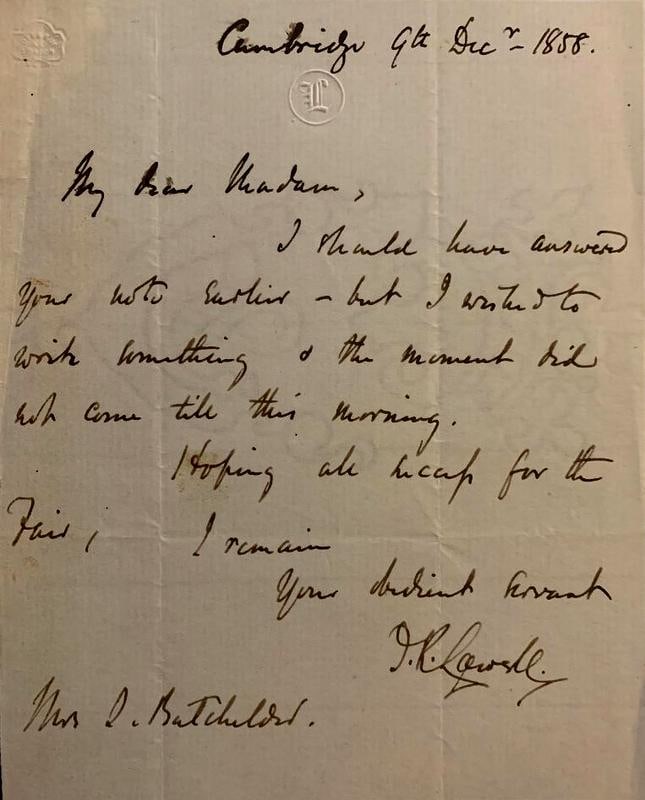 Cambridge 9th Decr - 1858.
L
My dear Madam,
I should have answered
your note earlier - but I wished to
write something & the moment did
not come till this morning.
Hoping all success for the
Fair, I remain
Your obedient servant
J. R. Lowell.
Mrs I. Batchelder.